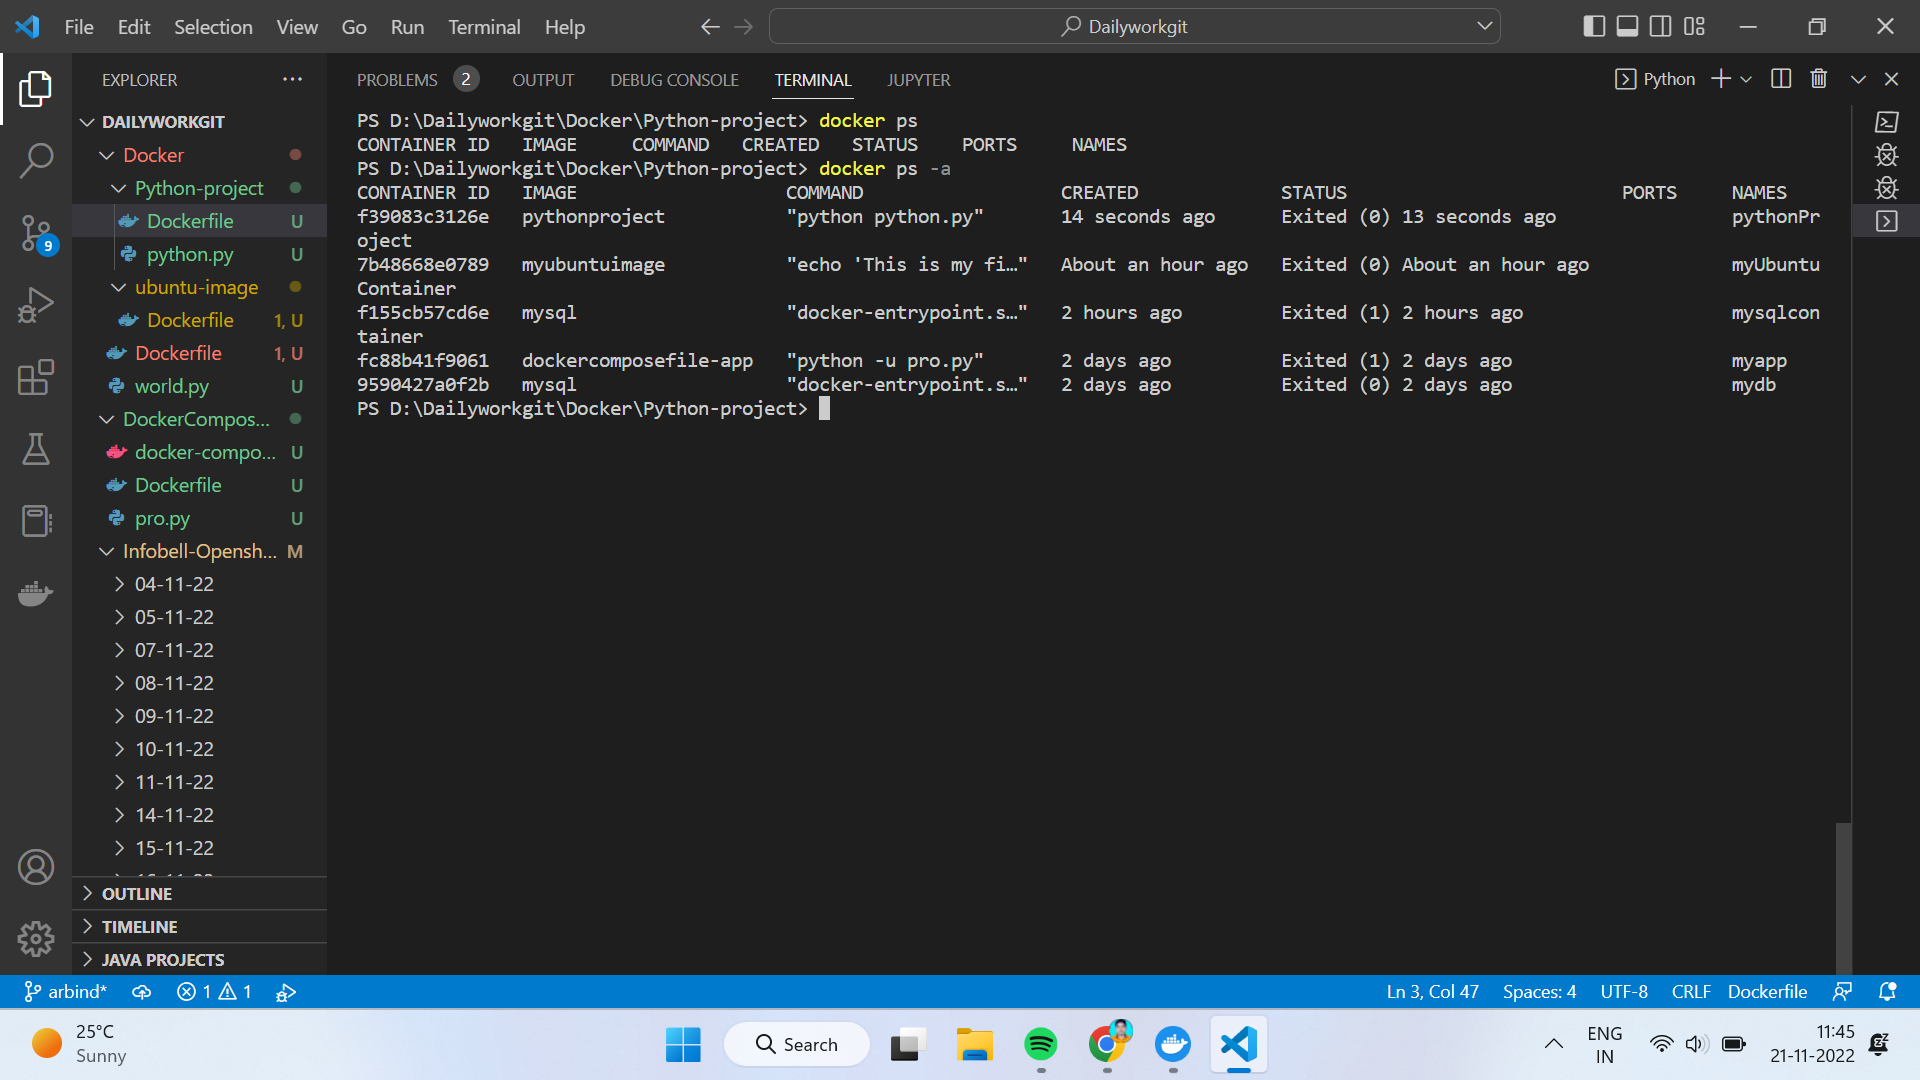 File Edit Selection View Go Run Terminal Help
Dailyworkgit
EXPLORER
PROBLEMS 2 OUTPUT DEBUG CONSOLE TERMINAL JUPYTER
Python
DAILYWORKGIT
Docker
Python-project
Dockerfile U
python.py U
ubuntu-image
Dockerfile 1, U
Dockerfile 1, U
world.py U
DockerCompos...
docker-compo... U
Dockerfile U
pro.py U
Infobell-Opensh... M
04-11-22
05-11-22
07-11-22
08-11-22
09-11-22
10-11-22
11-11-22
14-11-22
15-11-22
OUTLINE
TIMELINE
JAVA PROJECTS
9
PS D:\Dailyworkgit\Docker\Python-project> docker ps
CONTAINER ID IMAGE COMMAND CREATED STATUS PORTS NAMES
PS D:\Dailyworkgit\Docker\Python-project> docker ps -a
CONTAINER ID IMAGE COMMAND CREATED STATUS PORTS NAMES
f39083c3126e pythonproject "python python.py" 14 seconds ago Exited (0) 13 seconds ago pythonPr
oject
7b48668e0789 myubuntuimage "echo 'This is my fi…" About an hour ago Exited (0) About an hour ago myUbuntu
Container
f155cb57cd6e mysql "docker-entrypoint.s…" 2 hours ago Exited (1) 2 hours ago mysqlcon
tainer
fc88b41f9061 dockercomposefile-app "python -u pro.py" 2 days ago Exited (1) 2 days ago myapp
9590427a0f2b mysql "docker-entrypoint.s…" 2 days ago Exited (0) 2 days ago mydb
PS D:\Dailyworkgit\Docker\Python-project>
arbind* 1 1
Ln 3, Col 47 Spaces: 4 UTF-8 CRLF Dockerfile
25°C
Sunny
Search
ENG
IN
11:45
21-11-2022